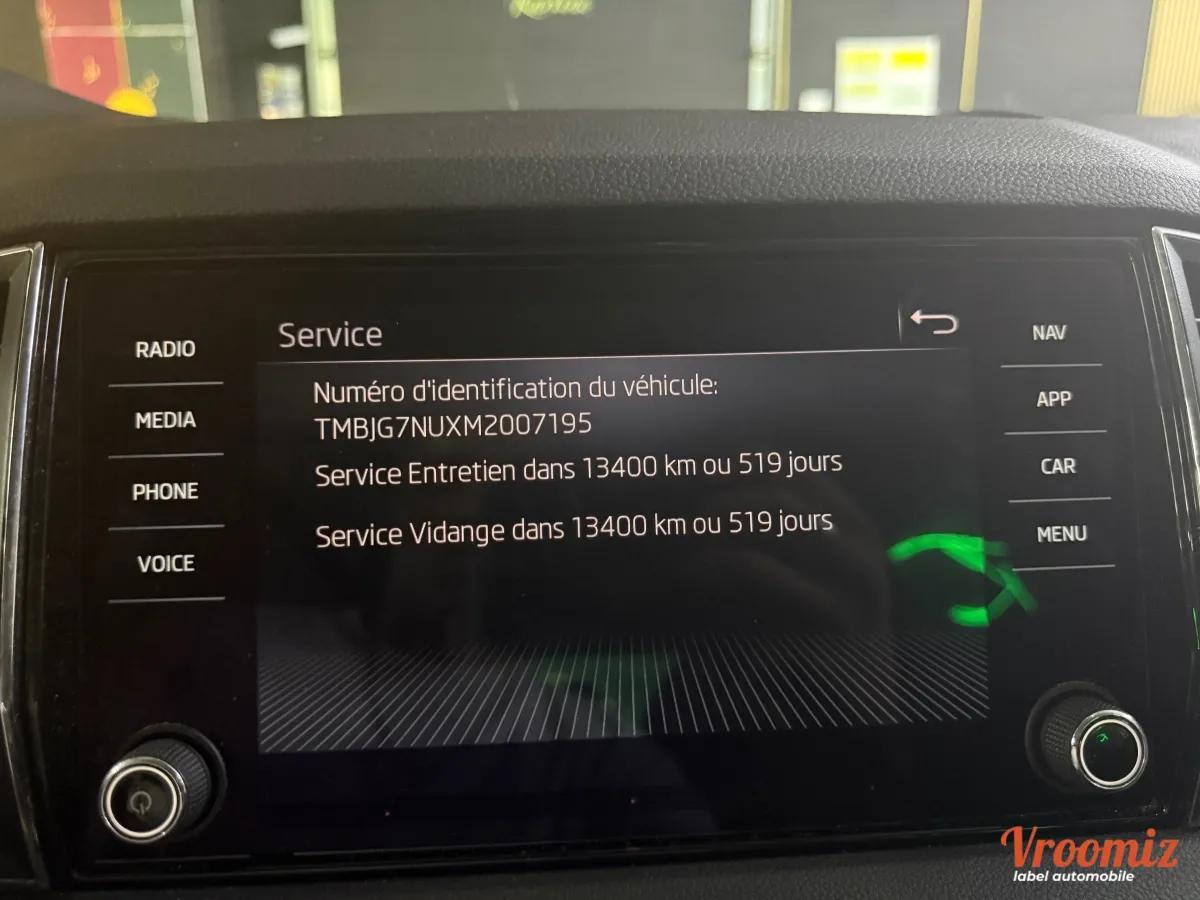 Service
Numéro d'identification du véhicule:
TMBJG7NUXM2007195
Service Entretien dans 13400 km ou 519 jours
Service Vidange dans 13400 km ou 519 jours
RADIO
MEDIA
PHONE
VOICE
NAV
APP
CAR
MENU
Vroomiz
label automobile